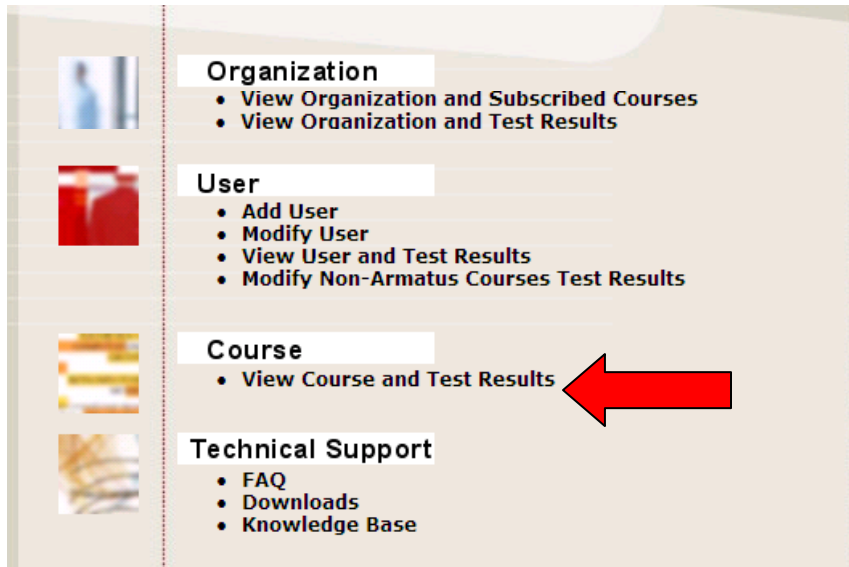 Organization
• View Organization and Subscribed Courses
• View Organization and Test Results
User
• Add User
• Modify User
• View User and Test Results
• Modify Non-Armatus Courses Test Results
Course
• View Course and Test Results
Technical Support
• FAQ
• Downloads
• Knowledge Base